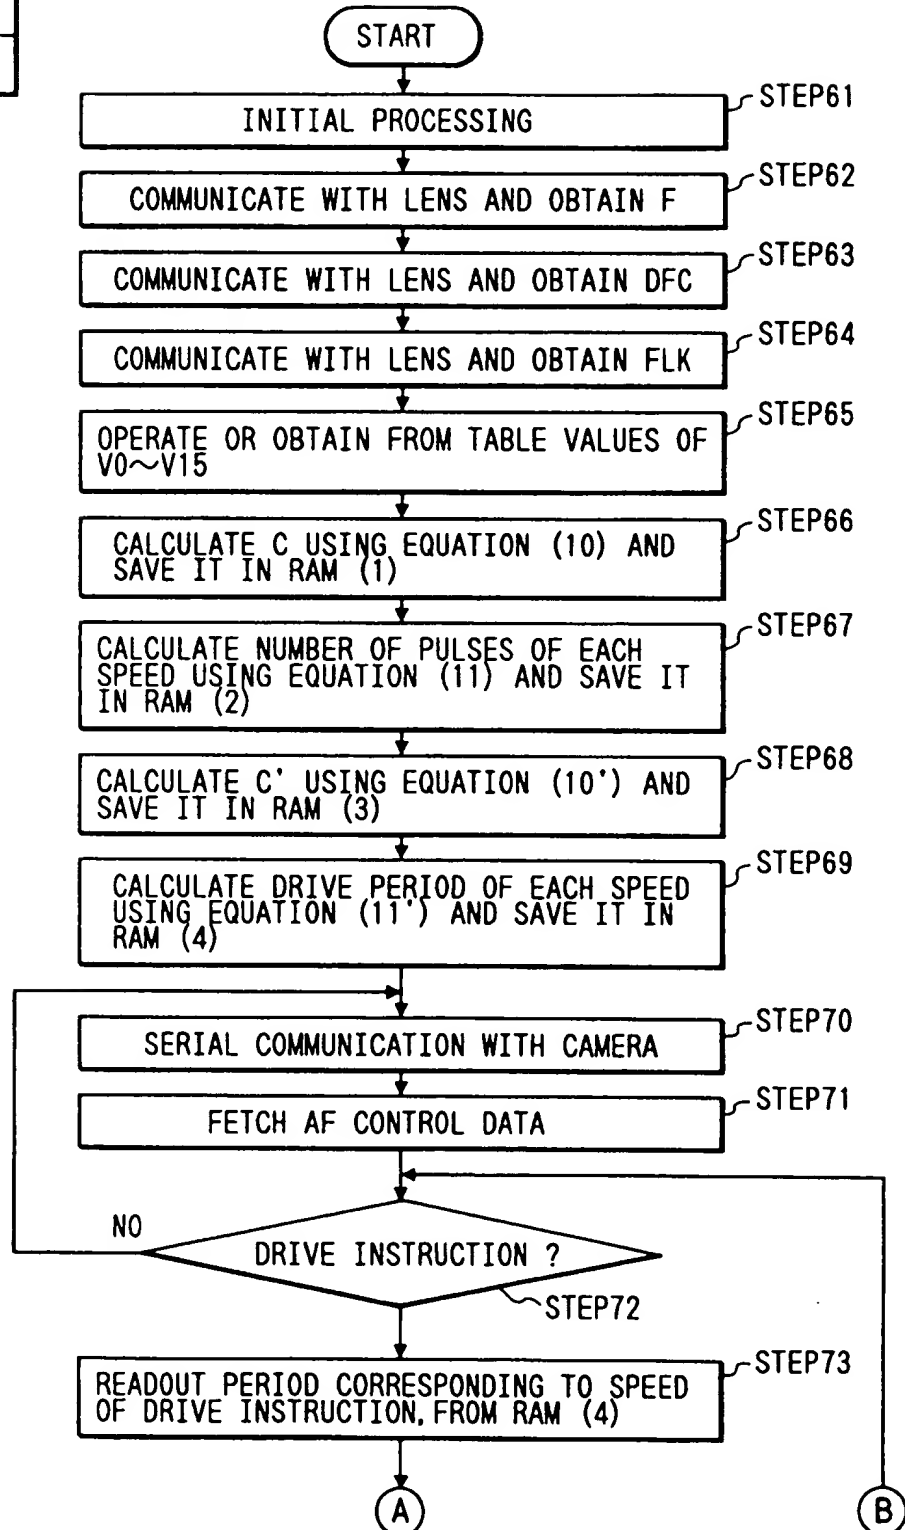 START
STEP61
INITIAL PROCESSING
STEP62
COMMUNICATE WITH LENS AND OBTAIN F
STEP63
COMMUNICATE WITH LENS AND OBTAIN DFC
STEP64
COMMUNICATE WITH LENS AND OBTAIN FLK
STEP65
OPERATE OR OBTAIN FROM TABLE VALUES OF
V0~V15
STEP66
CALCULATE C USING EQUATION (10) AND
SAVE IT IN RAM (1)
STEP67
CALCULATE NUMBER OF PULSES OF EACH
SPEED USING EQUATION (11) AND SAVE IT
IN RAM (2)
STEP68
CALCULATE C' USING EQUATION (10') AND
SAVE IT IN RAM (3)
STEP69
CALCULATE DRIVE PERIOD OF EACH SPEED
USING EQUATION (11') AND SAVE IT IN
RAM (4)
STEP70
SERIAL COMMUNICATION WITH CAMERA
STEP71
FETCH AF CONTROL DATA
NO
DRIVE INSTRUCTION ?
STEP72
STEP73
READOUT PERIOD CORRESPONDING TO SPEED
OF DRIVE INSTRUCTION, FROM RAM (4)
A
B